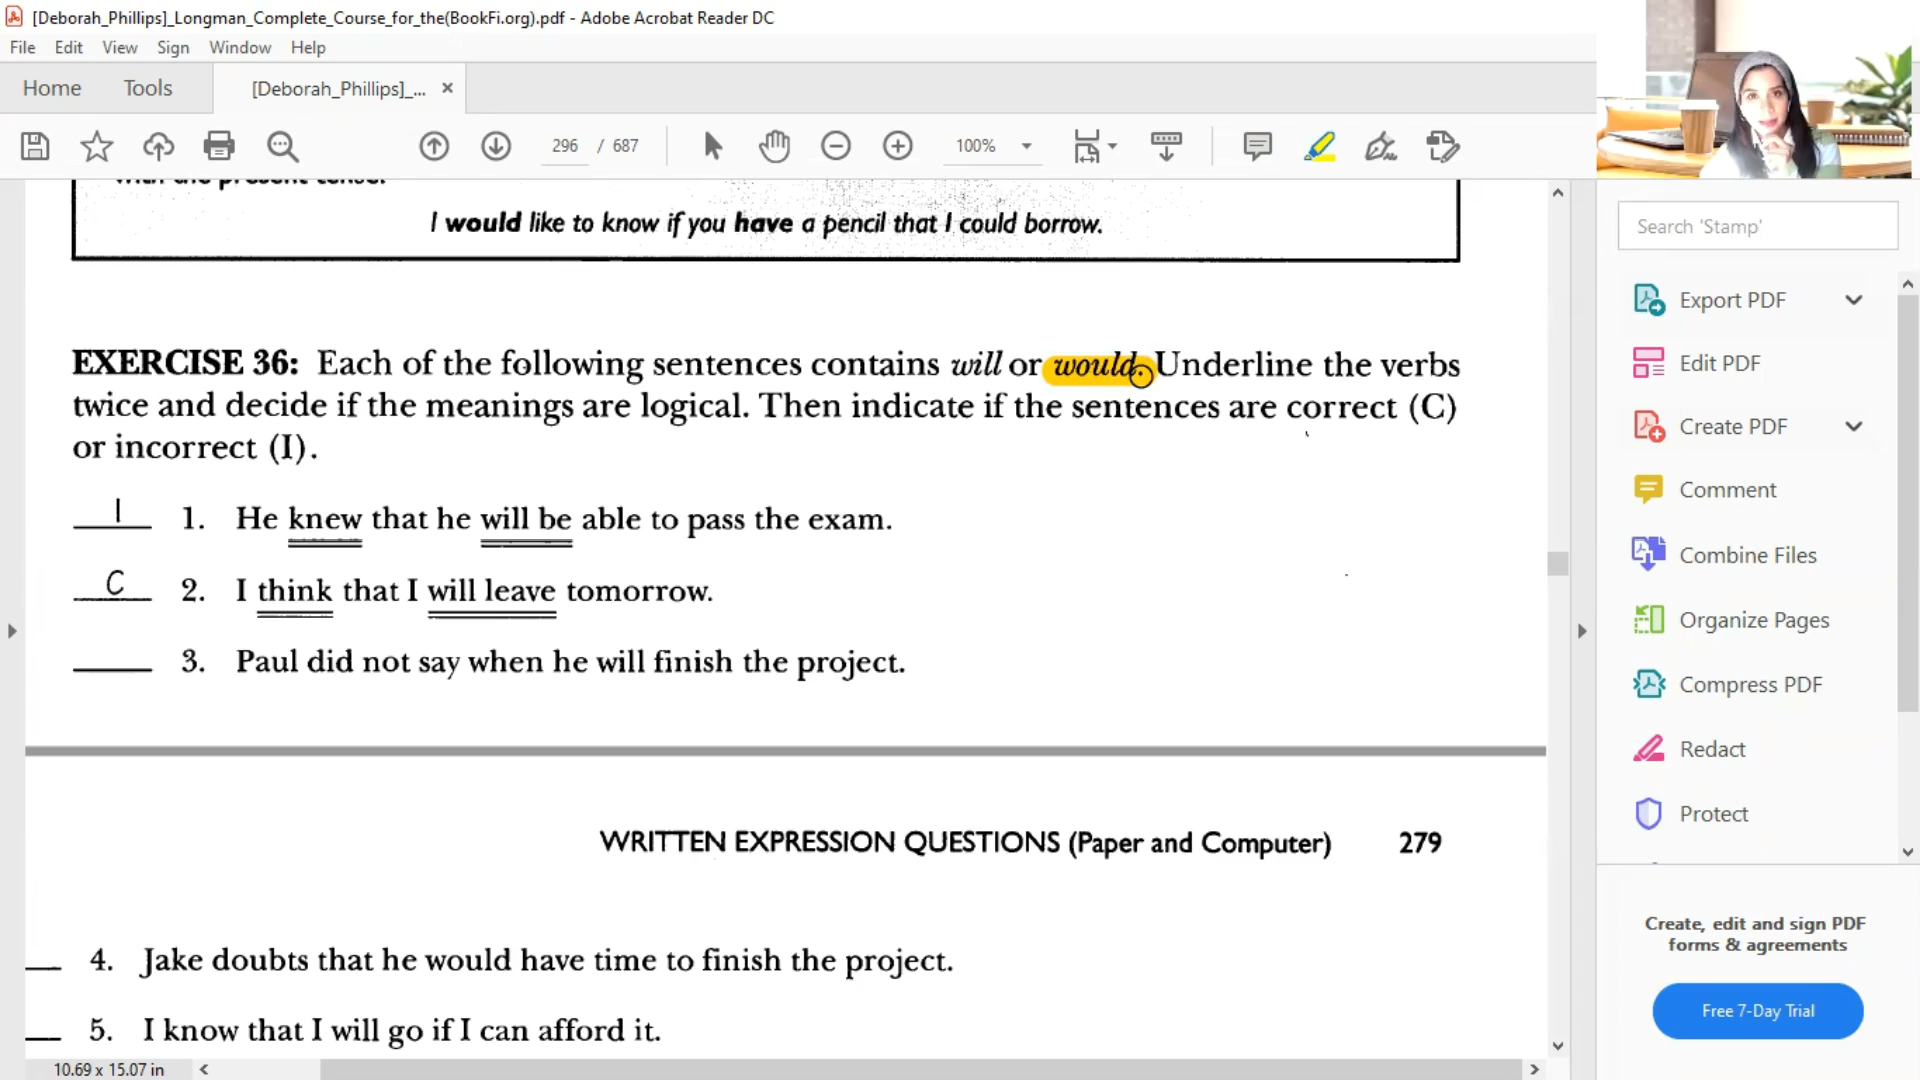 [Deborah_Phillips]_Longman_Complete_Course_for_the(BookFi.org).pdf - Adobe Acrobat Reader DC
File Edit View Sign Window Help
Home Tools [Deborah_Phillips]_... ×
296 / 687 100%
with the present tense.
I would like to know if you have a pencil that I could borrow.
EXERCISE 36: Each of the following sentences contains will or would. Underline the verbs
twice and decide if the meanings are logical. Then indicate if the sentences are correct (C)
or incorrect (I).
I 1. He knew that he will be able to pass the exam.
C 2. I think that I will leave tomorrow.
3. Paul did not say when he will finish the project.
WRITTEN EXPRESSION QUESTIONS (Paper and Computer) 279
4. Jake doubts that he would have time to finish the project.
5. I know that I will go if I can afford it.
10.69 x 15.07 in
Search 'Stamp'
Export PDF
Edit PDF
Create PDF
Comment
Combine Files
Organize Pages
Compress PDF
Redact
Protect
Create, edit and sign PDF
forms & agreements
Free 7-Day Trial